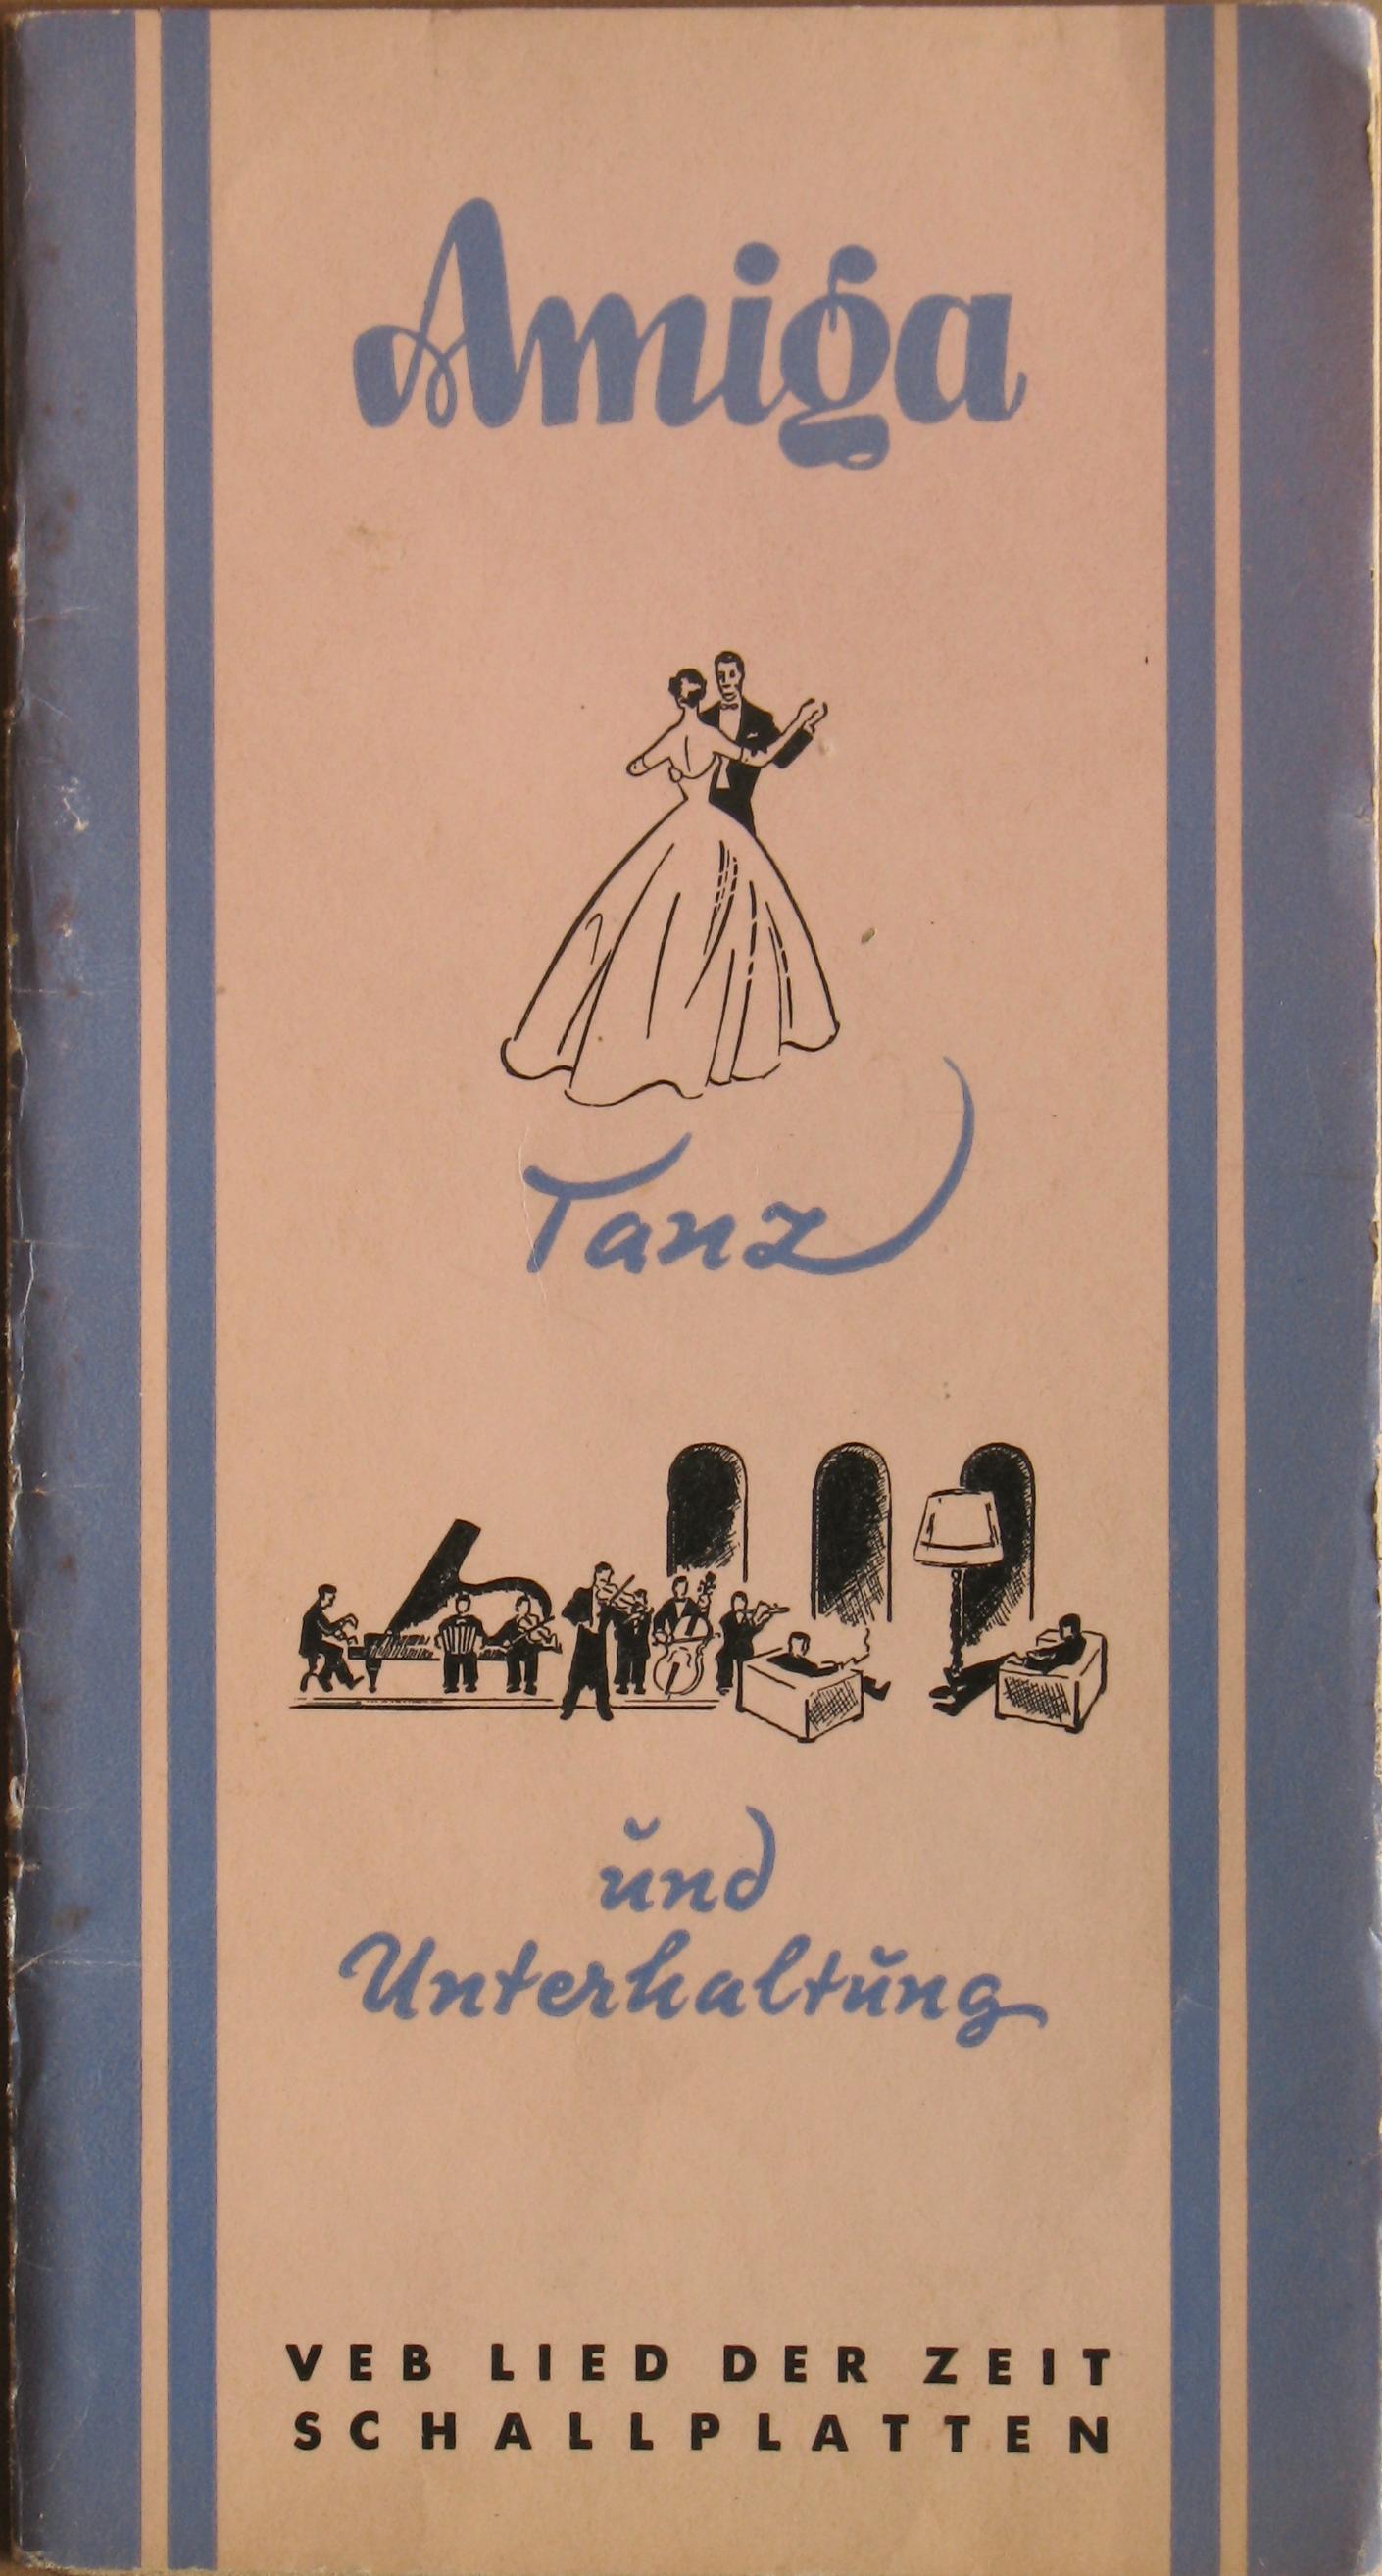 Amiga
Tanz
und
Unterhaltung
VEB LIED DER ZEIT
SCHALLPLATTEN